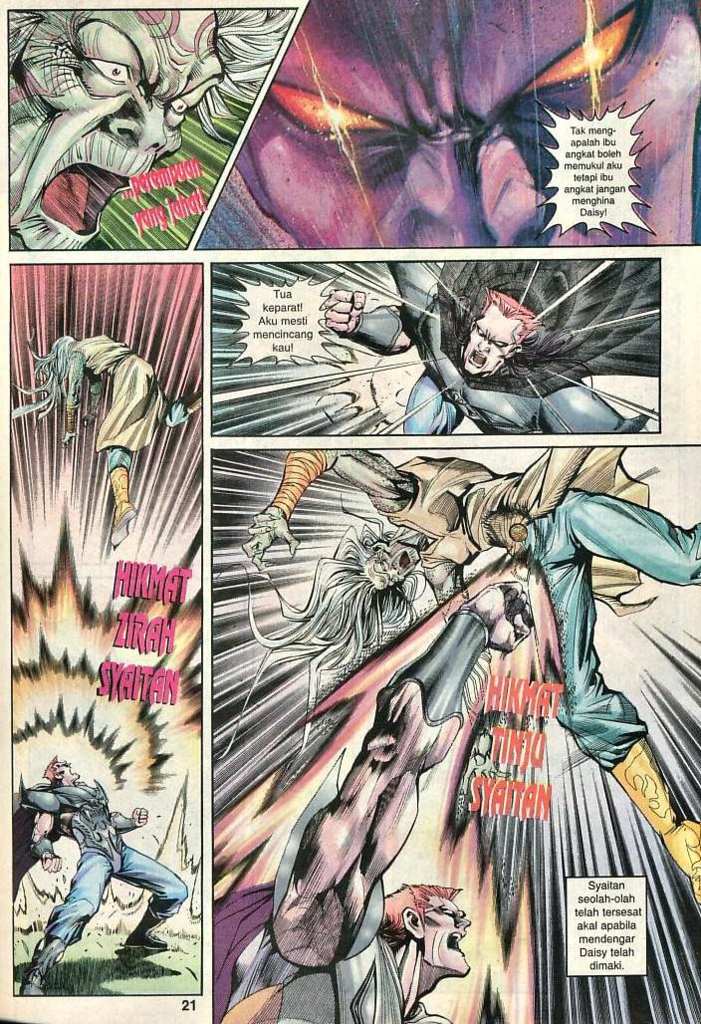 ...perempuan
yang jahat!
Tak meng-
apalah ibu
angkat boleh
memukul aku
tetapi ibu
angkat jangan
menghina
Daisy!
Tua
keparat!
Aku mesti
mencincang
kau!
HIKMAT
ZIRAH
SYAITAN
HIKMAT
TINJU
SYAITAN
Syaitan
seolah-olah
telah tersesat
akal apabila
mendengar
Daisy telah
dimaki.
21